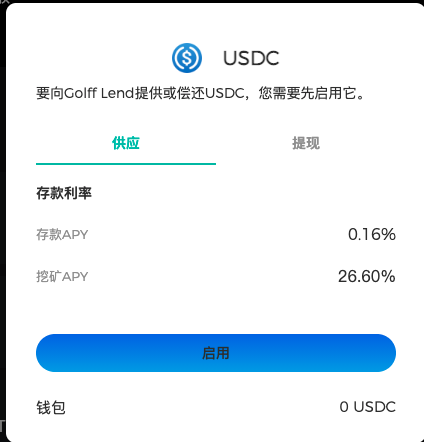 USDC
要向Golff Lend提供或偿还USDC，您需要先启用它。
供应 提现
存款利率
存款APY 0.16%
挖矿APY 26.60%
启用
钱包 0 USDC